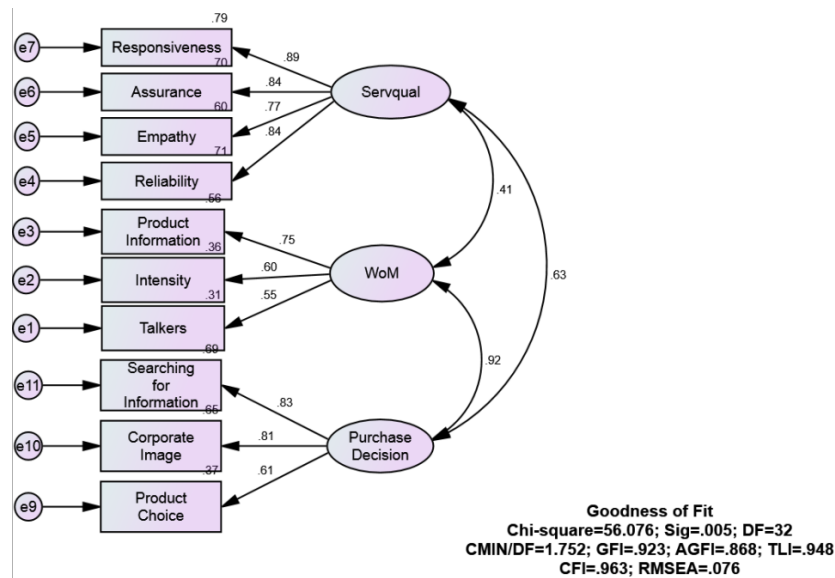 .79
e7
Responsiveness
.89
.70
e6
Assurance
.84
Servqual
.60
e5
Empathy
.77
.71
.84
e4
Reliability
.56
.41
e3
Product
Information
.75
.36
e2
Intensity
.60
WoM
.63
.31
.55
e1
Talkers
.69
.92
e11
Searching
for
Information
.83
.65
e10
Corporate
Image
.81
Purchase
Decision
.37
.61
e9
Product
Choice
Goodness of Fit
Chi-square=56.076; Sig=.005; DF=32
CMIN/DF=1.752; GFI=.923; AGFI=.868; TLI=.948
CFI=.963; RMSEA=.076